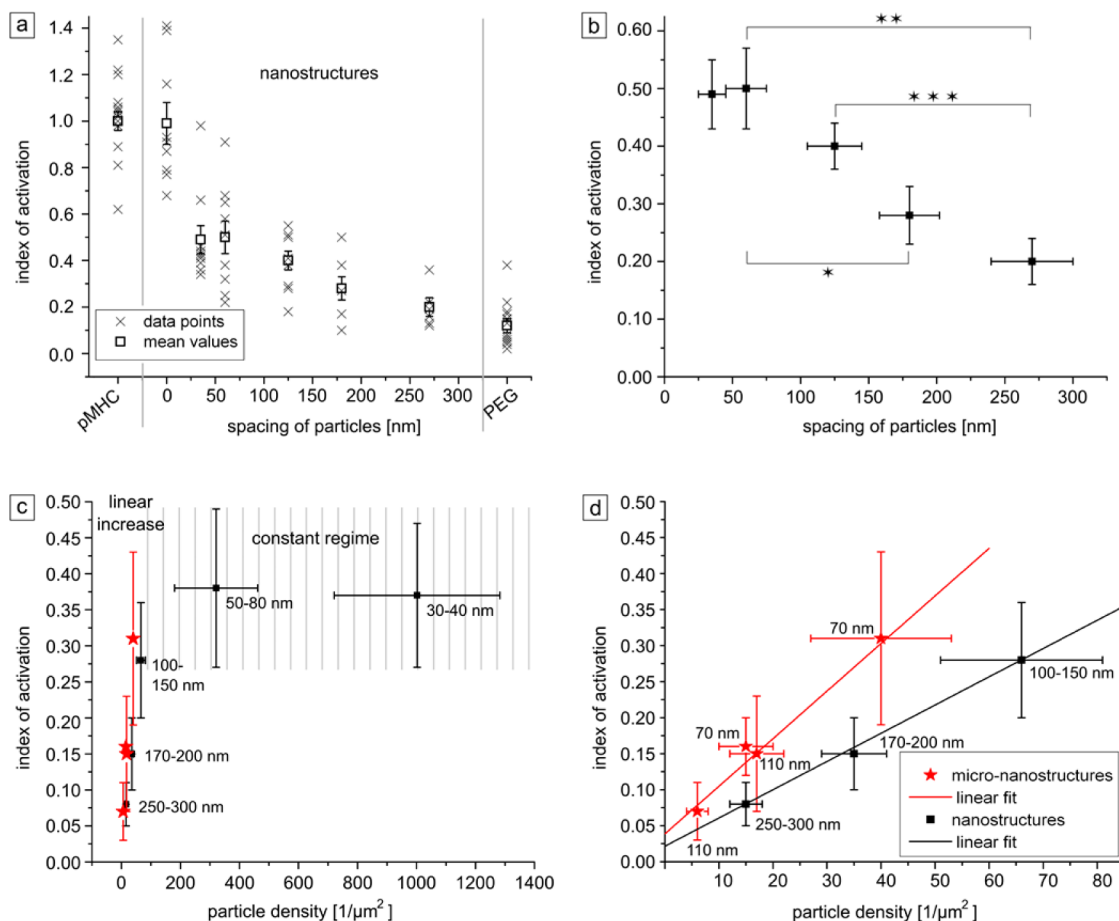 a
index of activation
1.4
1.2
1.0
0.8
0.6
0.4
0.2
0.0
nanostructures
data points
mean values
pMHC
0 50 100 150 200 250 300
PEG
spacing of particles [nm]
b
index of activation
0.60
0.50
0.40
0.30
0.20
0.10
0.00
0 50 100 150 200 250 300
spacing of particles [nm]
c
index of activation
0.50
0.45
0.40
0.35
0.30
0.25
0.20
0.15
0.10
0.05
0.00
linear
increase
constant regime
50-80 nm
30-40 nm
100-
150 nm
170-200 nm
250-300 nm
0 200 400 600 800 1000 1200 1400
particle density [1/µm²]
d
index of activation
0.50
0.45
0.40
0.35
0.30
0.25
0.20
0.15
0.10
0.05
0.00
70 nm
100-150 nm
70 nm
110 nm
170-200 nm
250-300 nm
110 nm
micro-nanostructures
linear fit
nanostructures
linear fit
10 20 30 40 50 60 70 80
particle density [1/µm²]